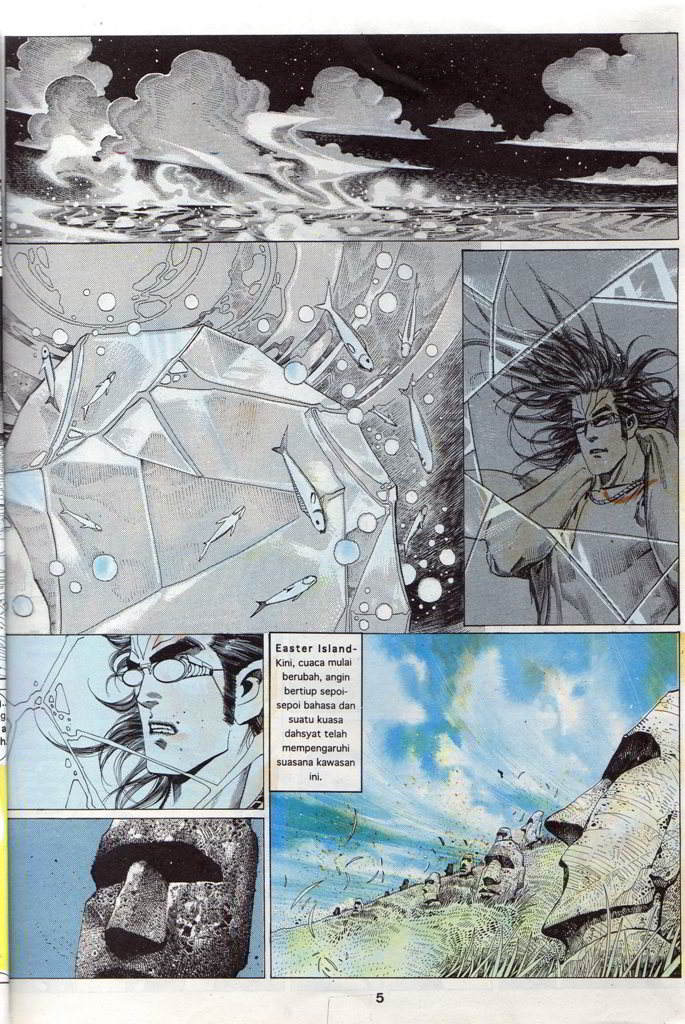 Easter Island-
Kini, cuaca mulai
berubah, angin
bertiup sepoi-
sepoi bahasa dan
suatu kuasa
dahsyat telah
mempengaruhi
suasana kawasan
ini.
5